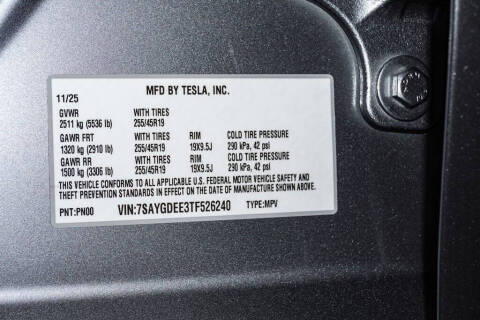 MFD BY TESLA, INC.
11/25
GVWR WITH TIRES
2511 kg (5536 lb) 255/45R19
GAWR FRT WITH TIRES RIM COLD TIRE PRESSURE
1320 kg (2910 lb) 255/45R19 19X9.5J 290 kPa, 42 psi
GAWR RR WITH TIRES RIM COLD TIRE PRESSURE
1500 kg (3306 lb) 255/45R19 19X9.5J 290 kPa, 42 psi
THIS VEHICLE CONFORMS TO ALL APPLICABLE U.S. FEDERAL MOTOR VEHICLE SAFETY AND
THEFT PREVENTION STANDARDS IN EFFECT ON THE DATE OF MANUFACTURE SHOWN ABOVE.
PNT:PN00 VIN:7SAYGDEE3TF526240 TYPE:MPV